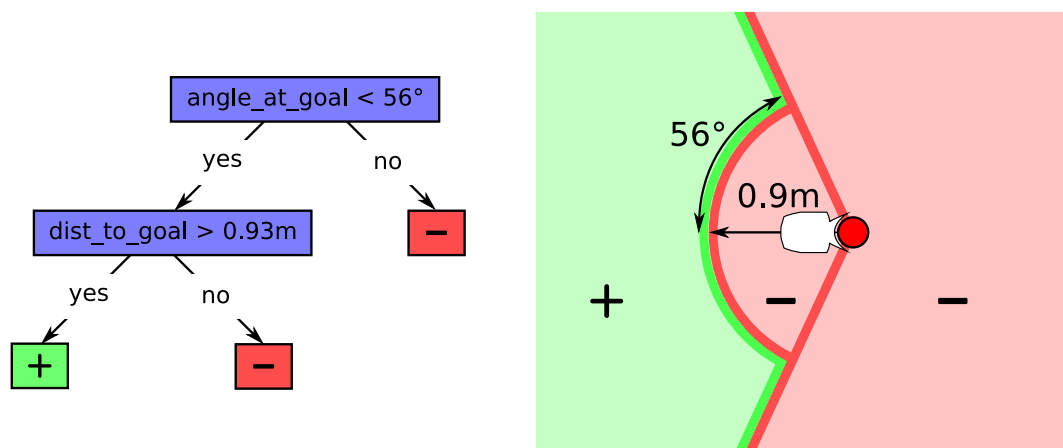 angle_at_goal < 56°
yes
no
dist_to_goal > 0.93m
−
yes
no
+
−
56°
0.9m
+
−
−